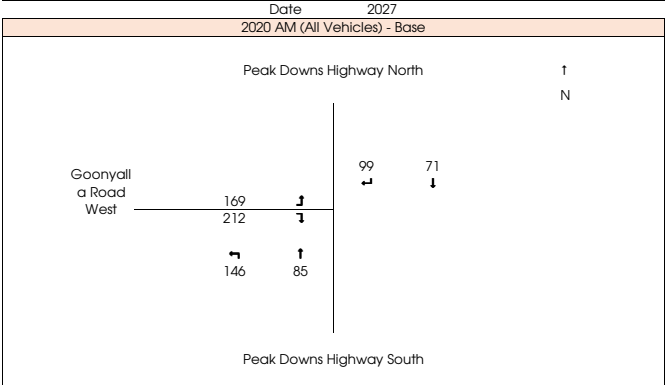 Date 2027
2020 AM (All Vehicles) - Base
Peak Downs Highway North ↑
N
99 71
↵ ↓
Goonyall
a Road
West
169
212
146 85
Peak Downs Highway South